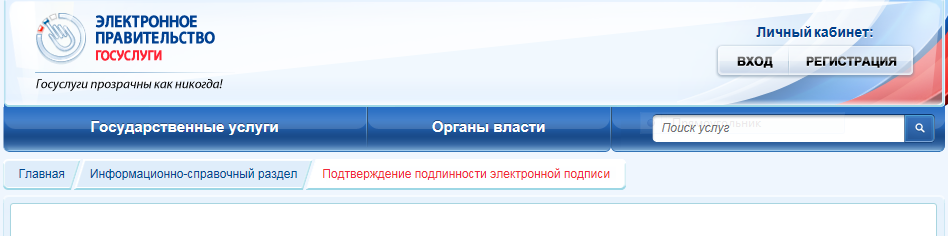 ЭЛЕКТРОННОЕ
ПРАВИТЕЛЬСТВО
ГОСУСЛУГИ
Госуслуги прозрачны как никогда!
Личный кабинет:
ВХОД РЕГИСТРАЦИЯ
Государственные услуги Органы власти Поиск услуг
Главная Информационно-справочный раздел Подтверждение подлинности электронной подписи